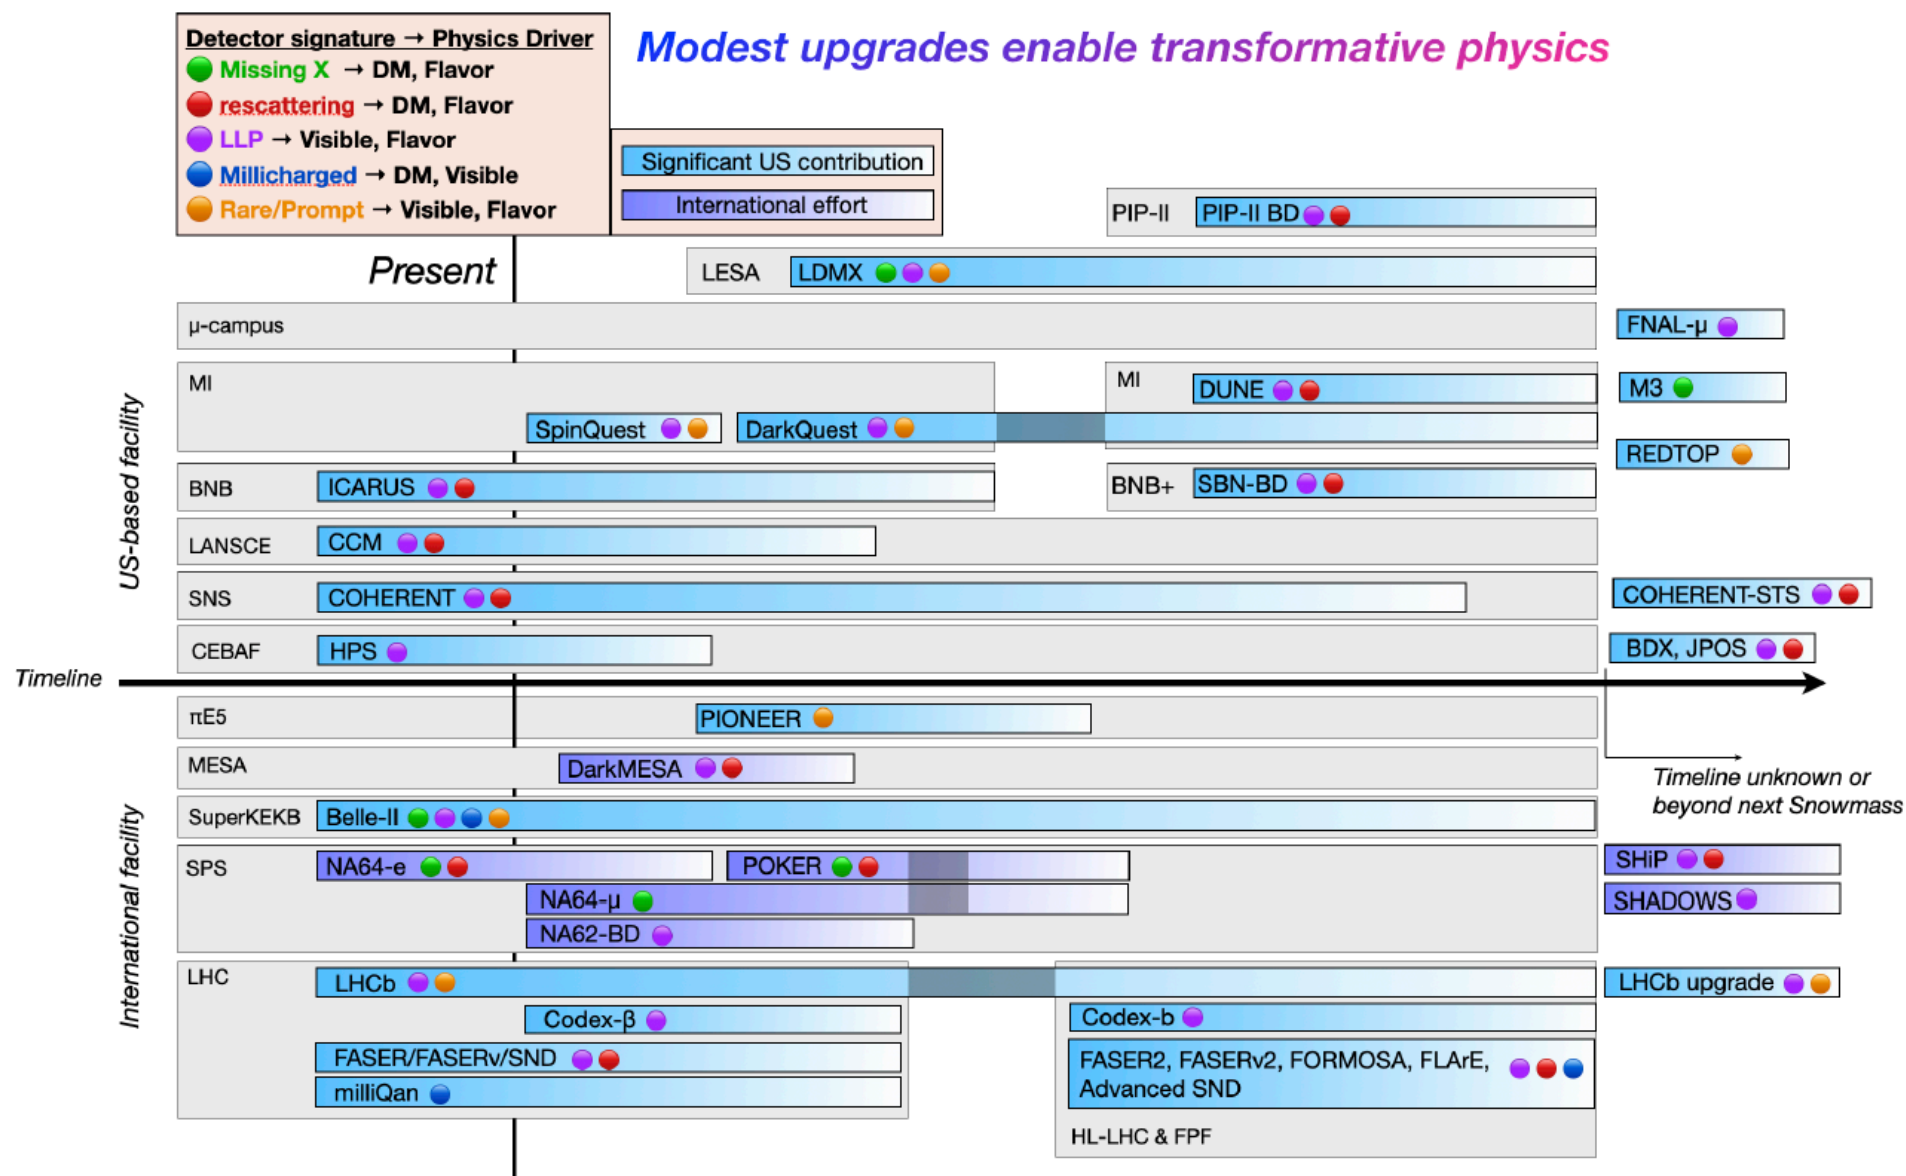 Detector signature → Physics Driver
Missing X → DM, Flavor
rescattering → DM, Flavor
LLP → Visible, Flavor
Millicharged → DM, Visible
Rare/Prompt → Visible, Flavor
Modest upgrades enable transformative physics
Significant US contribution
International effort
PIP-II
PIP-II BD
Present
LESA
LDMX
μ-campus
FNAL-μ
MI
MI
DUNE
M3
SpinQuest
DarkQuest
REDTOP
BNB
ICARUS
BNB+
SBN-BD
LANSCE
CCM
SNS
COHERENT
COHERENT-STS
CEBAF
HPS
BDX, JPOS
US-based facility
Timeline
πE5
PIONEER
MESA
DarkMESA
Timeline unknown or
beyond next Snowmass
SuperKEKB
Belle-II
SPS
NA64-e
POKER
SHiP
NA64-μ
SHADOWS
NA62-BD
International facility
LHC
LHCb
LHCb upgrade
Codex-β
Codex-b
FASER/FASERv/SND
FASER2, FASERv2, FORMOSA, FLArE,
Advanced SND
milliQan
HL-LHC & FPF